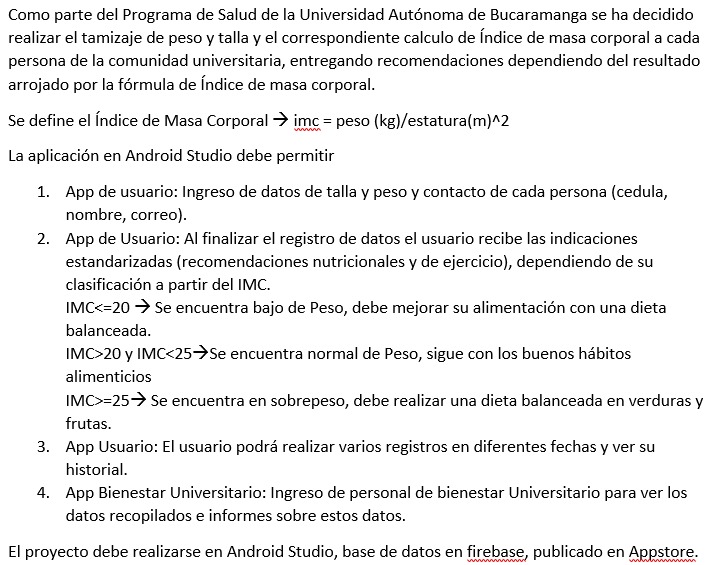 Como parte del Programa de Salud de la Universidad Autónoma de Bucaramanga se ha decidido
realizar el tamizaje de peso y talla y el correspondiente calculo de Índice de masa corporal a cada
persona de la comunidad universitaria, entregando recomendaciones dependiendo del resultado
arrojado por la fórmula de Índice de masa corporal.
Se define el Índice de Masa Corporal → imc = peso (kg)/estatura(m)^2
La aplicación en Android Studio debe permitir
1. App de usuario: Ingreso de datos de talla y peso y contacto de cada persona (cedula,
nombre, correo).
2. App de Usuario: Al finalizar el registro de datos el usuario recibe las indicaciones
estandarizadas (recomendaciones nutricionales y de ejercicio), dependiendo de su
clasificación a partir del IMC.
IMC<=20 → Se encuentra bajo de Peso, debe mejorar su alimentación con una dieta
balanceada.
IMC>20 y IMC<25→Se encuentra normal de Peso, sigue con los buenos hábitos
alimenticios
IMC>=25→ Se encuentra en sobrepeso, debe realizar una dieta balanceada en verduras y
frutas.
3. App Usuario: El usuario podrá realizar varios registros en diferentes fechas y ver su
historial.
4. App Bienestar Universitario: Ingreso de personal de bienestar Universitario para ver los
datos recopilados e informes sobre estos datos.
El proyecto debe realizarse en Android Studio, base de datos en firebase, publicado en Appstore.